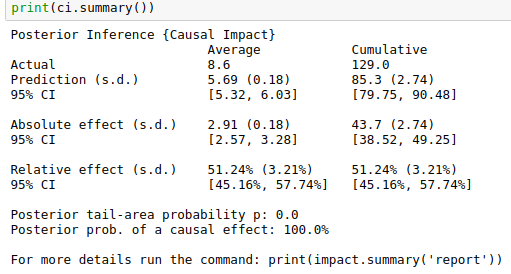 print(ci.summary())
Posterior Inference {Causal Impact}
                          Average            Cumulative
Actual                    8.6                129.0
Prediction (s.d.)         5.69 (0.18)        85.3 (2.74)
95% CI                    [5.32, 6.03]       [79.75, 90.48]

Absolute effect (s.d.)    2.91 (0.18)        43.7 (2.74)
95% CI                    [2.57, 3.28]       [38.52, 49.25]

Relative effect (s.d.)    51.24% (3.21%)     51.24% (3.21%)
95% CI                    [45.16%, 57.74%]   [45.16%, 57.74%]

Posterior tail-area probability p: 0.0
Posterior prob. of a causal effect: 100.0%

For more details run the command: print(impact.summary('report'))